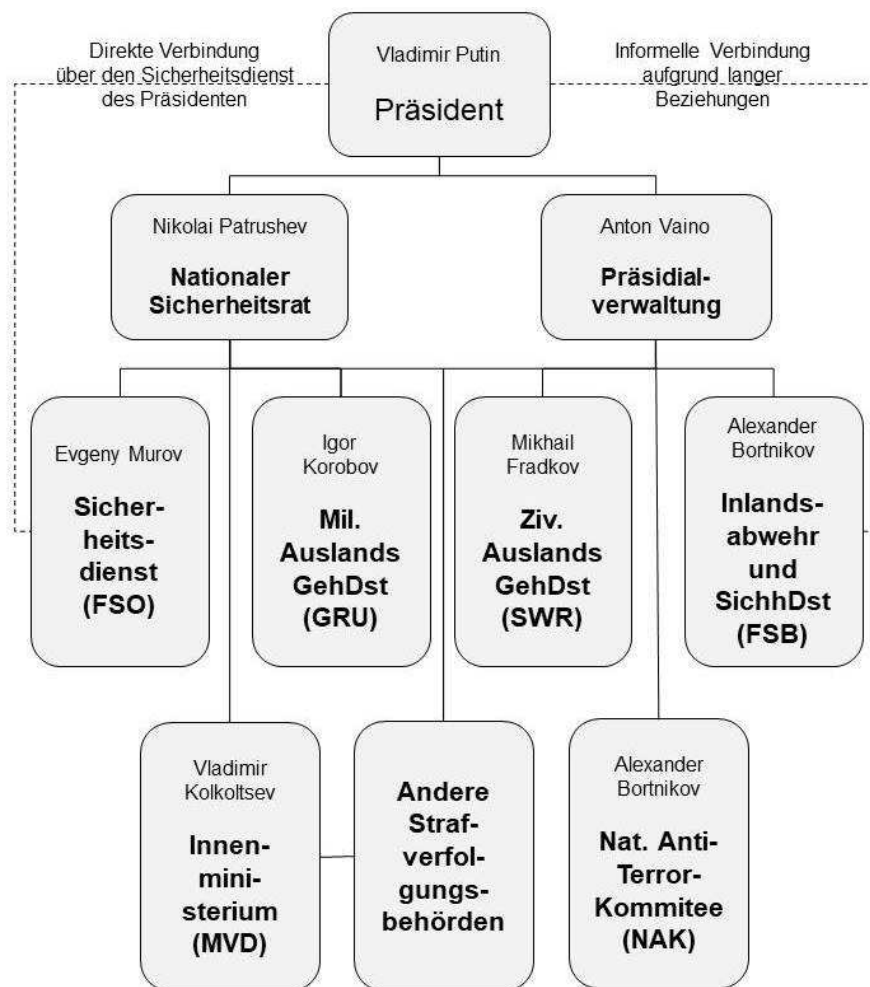 Direkte Verbindung
über den Sicherheitsdienst
des Präsidenten
Vladimir Putin
Präsident
Informelle Verbindung
aufgrund langer
Beziehungen
Nikolai Patrushev
Nationaler
Sicherheitsrat
Anton Vaino
Präsidial-
verwaltung
Evgeny Murov
Sicher-
heits-
dienst
(FSO)
Igor
Korobov
Mil.
Auslands
GehDst
(GRU)
Mikhail
Fradkov
Ziv.
Auslands
GehDst
(SWR)
Alexander
Bortnikov
Inlands-
abwehr
und
SichhDst
(FSB)
Vladimir
Kolkoltsev
Innen-
mini-
sterium
(MVD)
Andere
Straf-
verfol-
gungs-
behörden
Alexander
Bortnikov
Nat. Anti-
Terror-
Kommitee
(NAK)